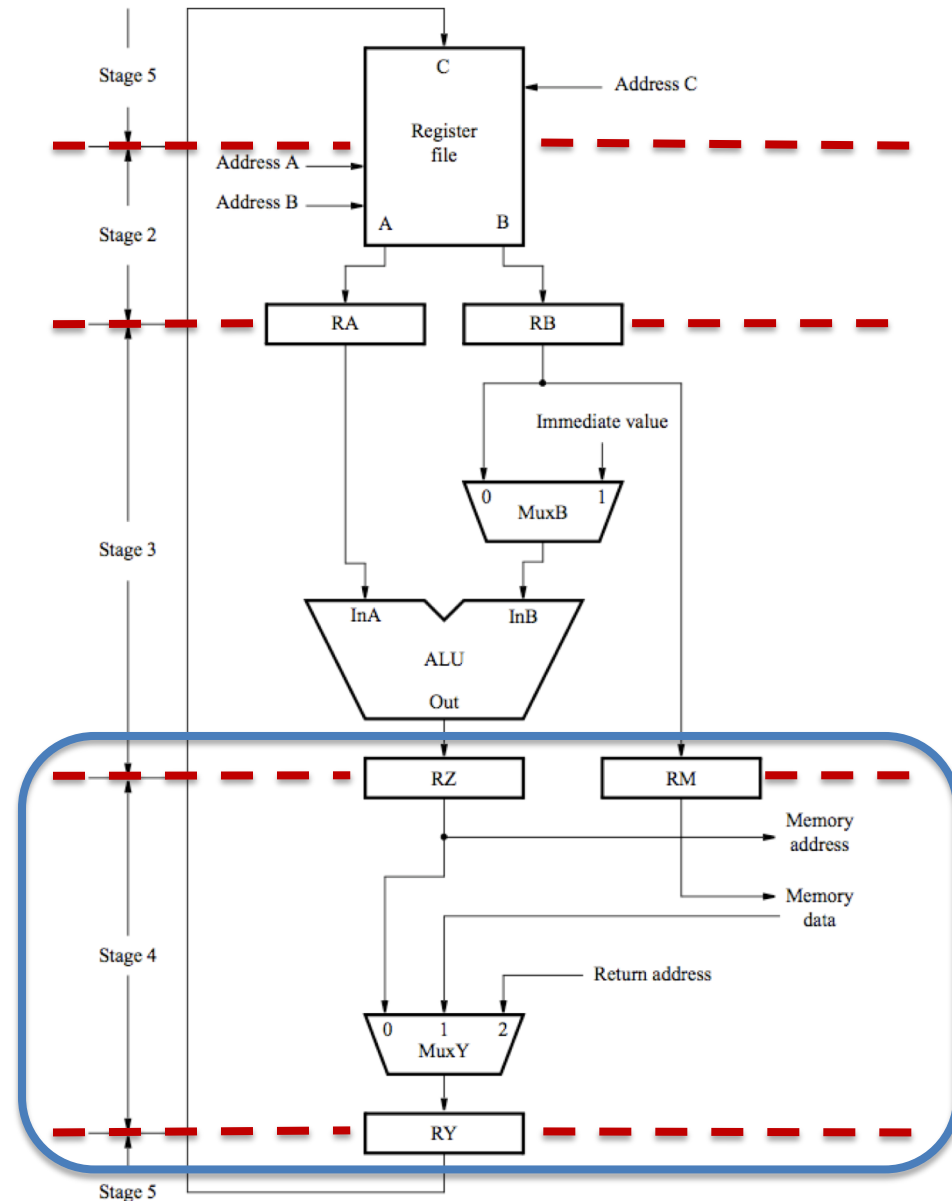 Stage 5
C
Address C
Register
file
Address A
Address B
A
B
Stage 2
RA
RB
Immediate value
0
1
MuxB
Stage 3
InA
InB
ALU
Out
RZ
RM
Memory
address
Memory
data
Stage 4
Return address
0
1
2
MuxY
RY
Stage 5